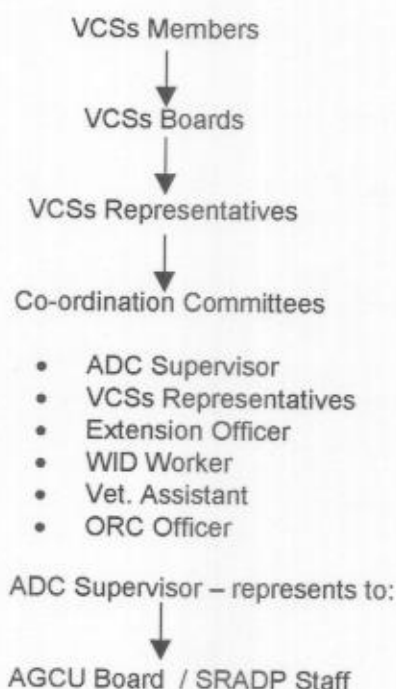 VCSs Members
VCSs Boards
VCSs Representatives
Co-ordination Committees
• ADC Supervisor
• VCSs Representatives
• Extension Officer
• WID Worker
• Vet. Assistant
• ORC Officer
ADC Supervisor – represents to:
AGCU Board / SRADP Staff